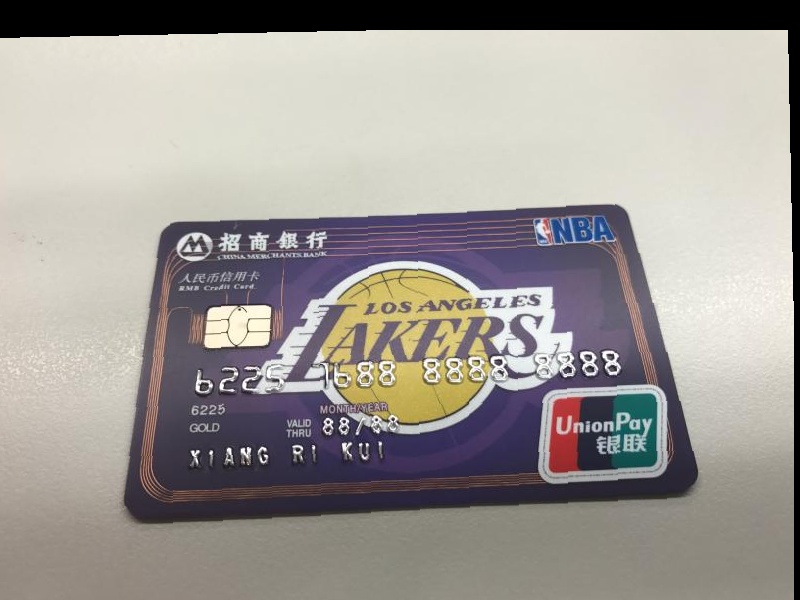 招商银行
CHINA MERCHANTS BANK
NBA
人民币信用卡
RMB Credit Card
LOS ANGELES
LAKERS
6225 7688 8888 8888
6225
MONTH/YEAR
GOLD
VALID THRU 88/88
XIANG RI KUI
UnionPay
银联